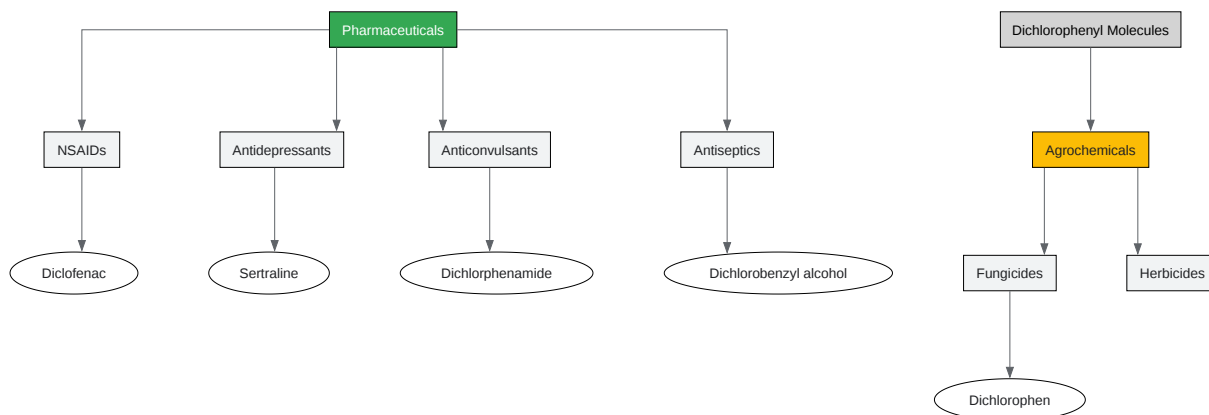 Pharmaceuticals
Dichlorophenyl Molecules
NSAIDs
Antidepressants
Anticonvulsants
Antiseptics
Agrochemicals
Diclofenac
Sertraline
Dichlorphenamide
Dichlorobenzyl alcohol
Fungicides
Herbicides
Dichlorophen